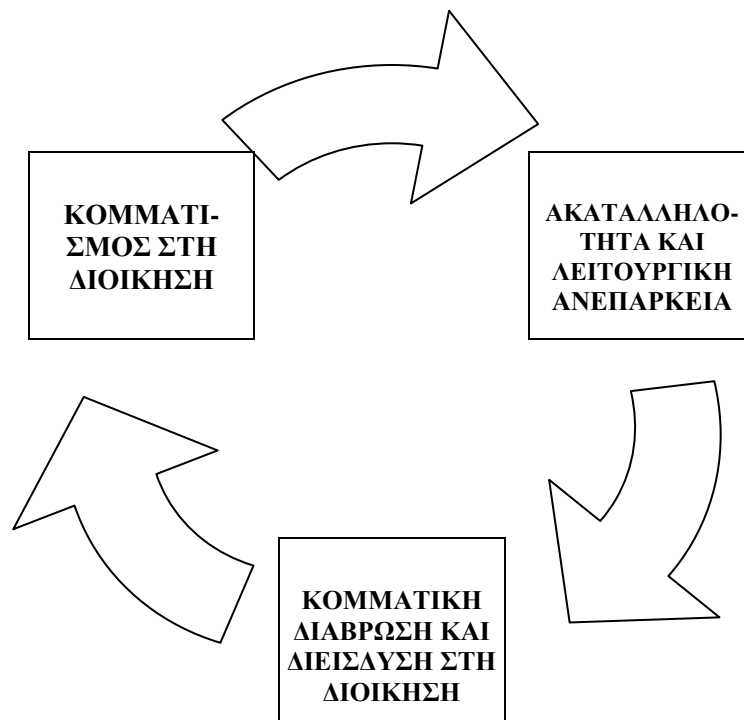 ΚΟΜΜΑΤΙ-
ΣΜΟΣ ΣΤΗ
ΔΙΟΙΚΗΣΗ
ΑΚΑΤΑΛΛΗΛΟ-
ΤΗΤΑ ΚΑΙ
ΛΕΙΤΟΥΡΓΙΚΗ
ΑΝΕΠΑΡΚΕΙΑ
ΚΟΜΜΑΤΙΚΗ
ΔΙΑΒΡΩΣΗ ΚΑΙ
ΔΙΕΙΣΔΥΣΗ ΣΤΗ
ΔΙΟΙΚΗΣΗ